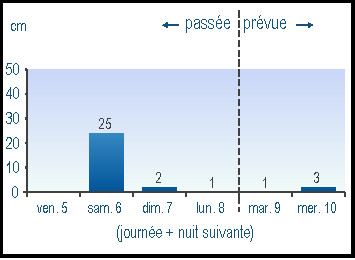 ← passée prévue →
cm
50
40
30
20
10
0
25
2
1
1
3
ven. 5 sam. 6 dim. 7 lun. 8 mar. 9 mer. 10
(journée + nuit suivante)